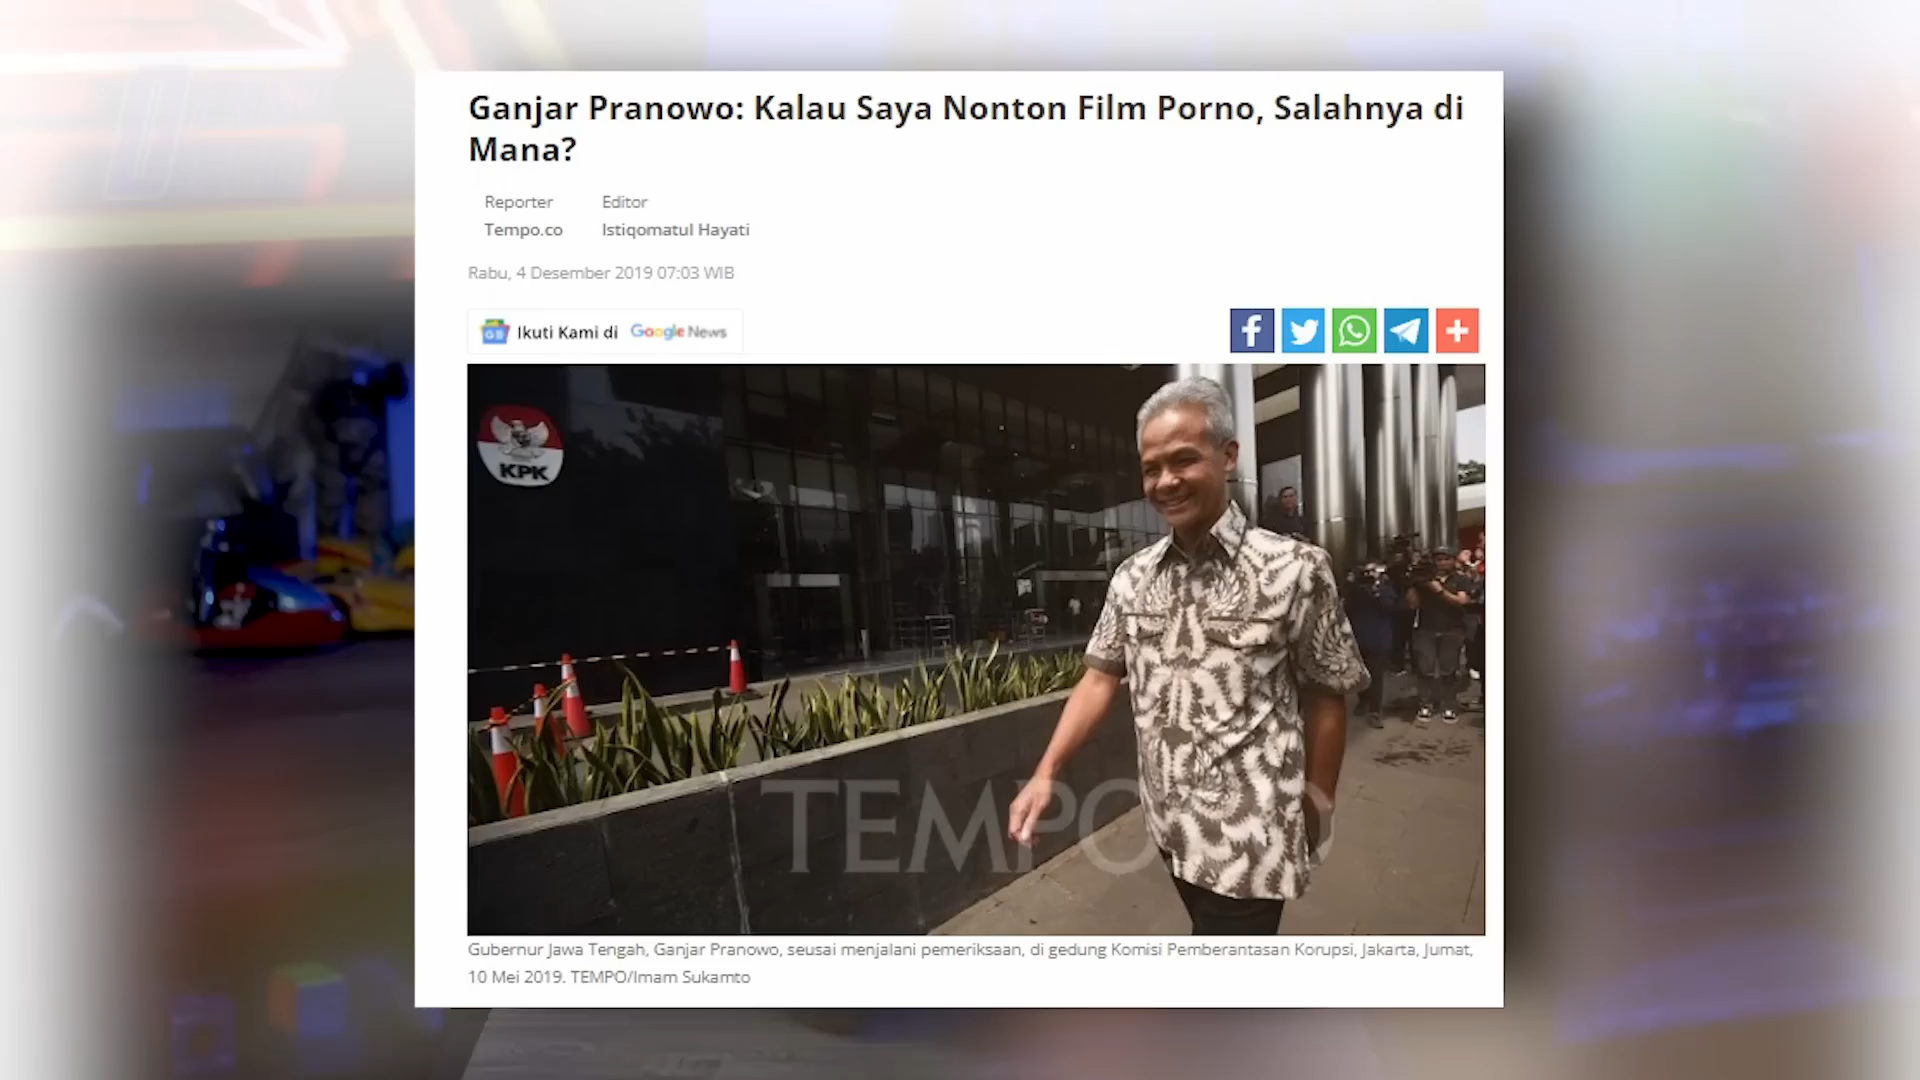 Ganjar Pranowo: Kalau Saya Nonton Film Porno, Salahnya di
Mana?
Reporter Editor
Tempo.co Istiqomatul Hayati
Rabu, 4 Desember 2019 07:03 WIB
Ikuti Kami di Google News
KPK
TEMPO
Gubernur Jawa Tengah, Ganjar Pranowo, seusai menjalani pemeriksaan, di gedung Komisi Pemberantasan Korupsi, Jakarta, Jumat,
10 Mei 2019. TEMPO/Imam Sukamto